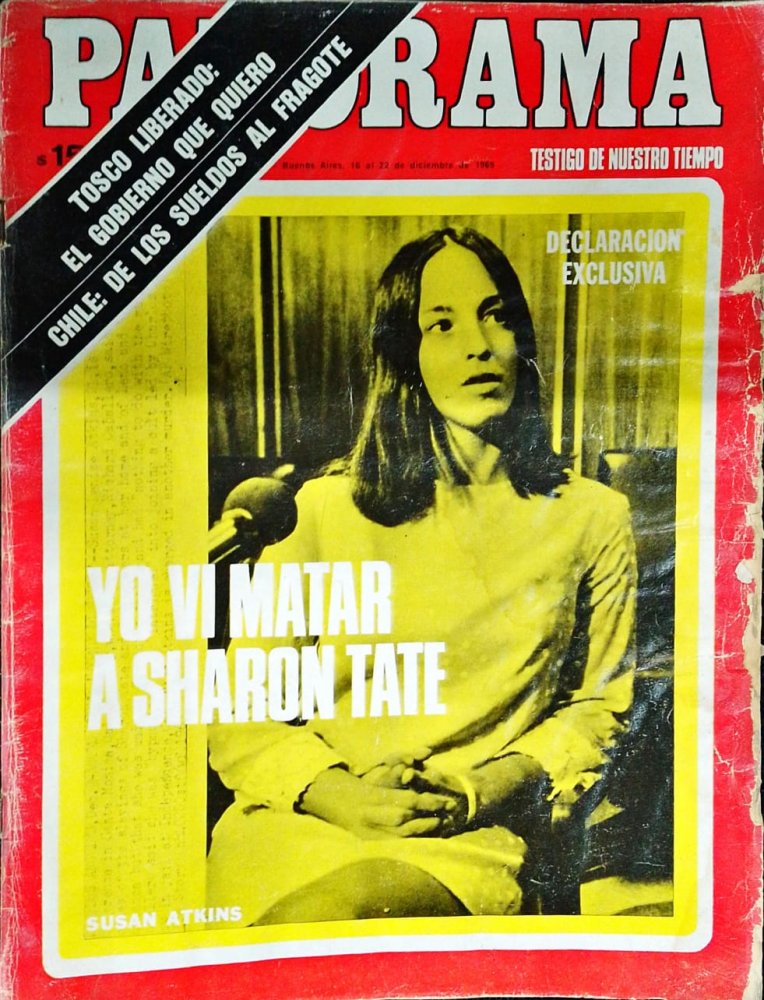 PANORAMA
TOSCO LIBERADO:
EL GOBIERNO QUE QUIERO
CHILE: DE LOS SUELDOS AL FRAGOTE
$ 15
Buenos Aires, 16 al 22 de diciembre de 1969
TESTIGO DE NUESTRO TIEMPO
DECLARACION
EXCLUSIVA
YO VI MATAR
A SHARON TATE
SUSAN ATKINS